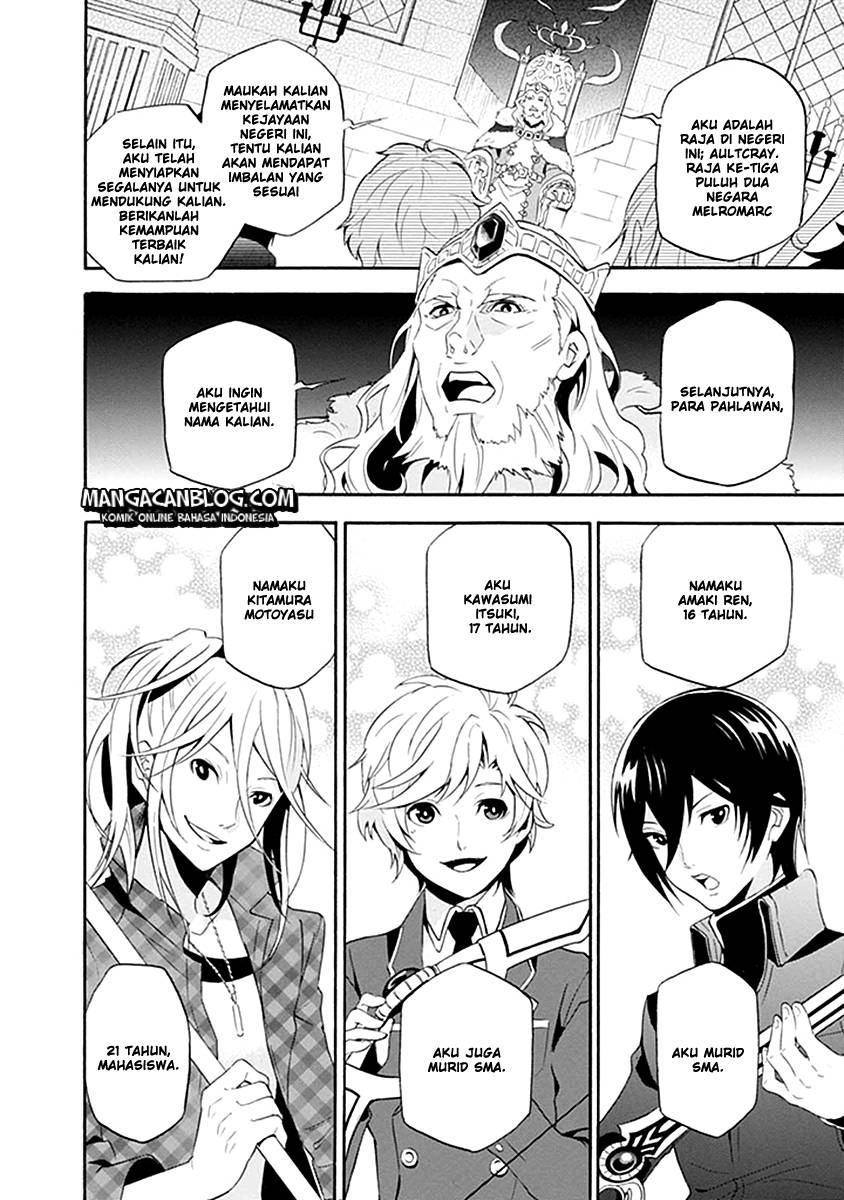 AKU ADALAH
RAJA DI NEGERI
INI; AULTCRAY.
RAJA KE-TIGA
PULUH DUA
NEGARA
MELROMARC
MAUKAH KALIAN
MENYELAMATKAN
KEJAYAAN
NEGERI INI,
TENTU KALIAN
AKAN MENDAPAT
IMBALAN YANG
SESUAI
SELAIN ITU,
AKU TELAH
MENYIAPKAN
SEGALANYA UNTUK
MENDUKUNG KALIAN.
BERIKANLAH
KEMAMPUAN
TERBAIK
KALIAN!
SELANJUTNYA,
PARA PAHLAWAN,
AKU INGIN
MENGETAHUI
NAMA KALIAN.
MANGACANBLOG.COM
KOMIK ONLINE BAHASA INDONESIA
NAMAKU
AMAKI REN,
16 TAHUN.
AKU MURID
SMA.
AKU
KAWASUMI
ITSUKI,
17 TAHUN.
AKU JUGA
MURID SMA.
NAMAKU
KITAMURA
MOTOYASU
21 TAHUN,
MAHASISWA.